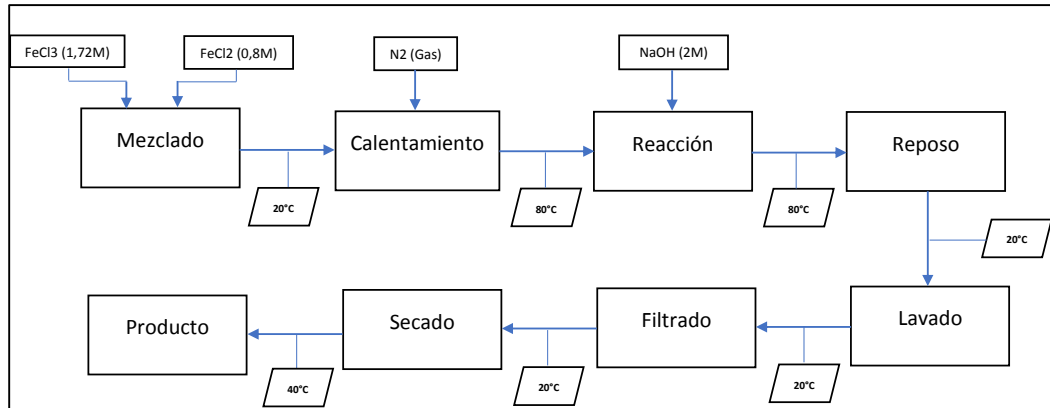 FeCl3 (1,72M)
FeCl2 (0,8M)
N2 (Gas)
NaOH (2M)
Mezclado
Calentamiento
Reacción
Reposo
20°C
80°C
80°C
20°C
Producto
Secado
Filtrado
Lavado
40°C
20°C
20°C